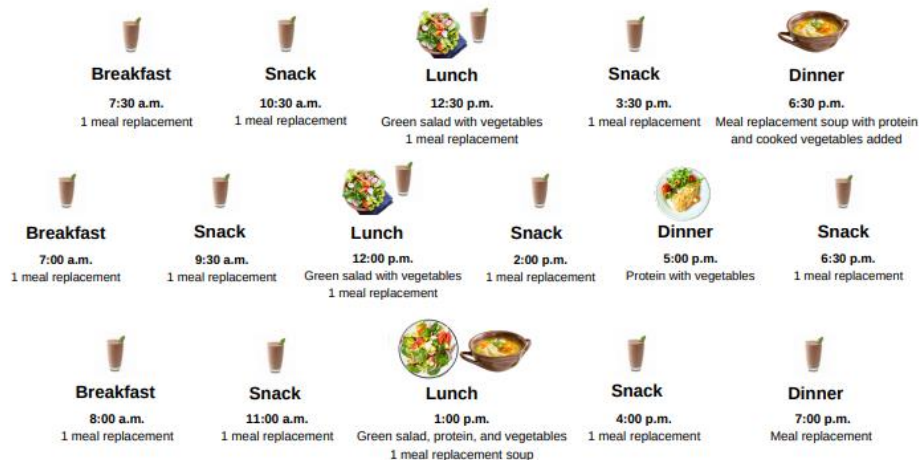 Breakfast
Snack
Lunch
Snack
Dinner
7:30 a.m.
10:30 a.m.
12:30 p.m.
3:30 p.m.
6:30 p.m.
1 meal replacement
1 meal replacement
Green salad with vegetables
1 meal replacement
1 meal replacement
Meal replacement soup with protein
and cooked vegetables added
Breakfast
Snack
Lunch
Snack
Dinner
Snack
7:00 a.m.
9:30 a.m.
12:00 p.m.
2:00 p.m.
5:00 p.m.
6:30 p.m.
1 meal replacement
1 meal replacement
Green salad with vegetables
1 meal replacement
1 meal replacement
Protein with vegetables
1 meal replacement
Breakfast
Snack
Lunch
Snack
Dinner
8:00 a.m.
11:00 a.m.
1:00 p.m.
4:00 p.m.
7:00 p.m.
1 meal replacement
1 meal replacement
Green salad, protein, and vegetables
1 meal replacement soup
1 meal replacement
Meal replacement